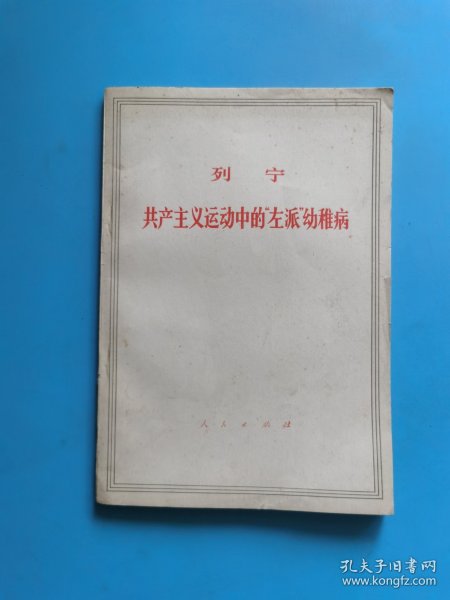 列 宁
共产主义运动中的“左派”幼稚病
人民出版社
孔夫子旧书网
www.kongfz.com